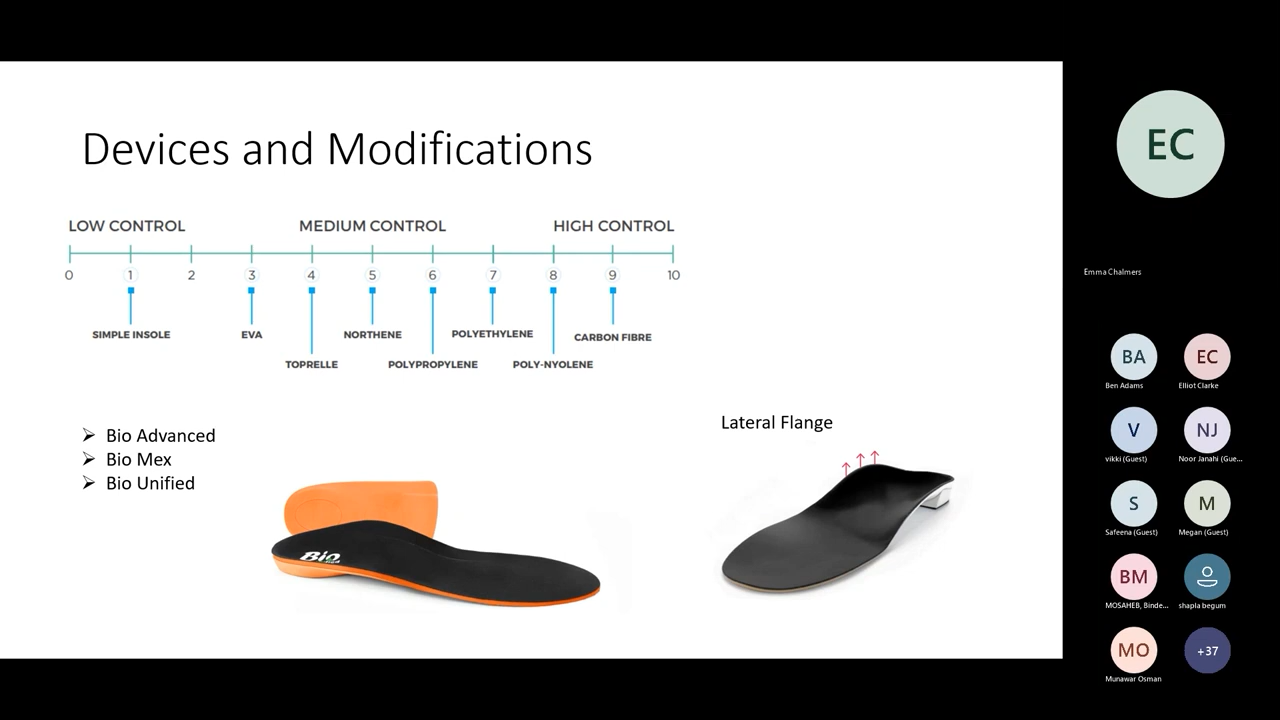 Devices and Modifications
LOW CONTROL MEDIUM CONTROL HIGH CONTROL
0 1 2 3 4 5 6 7 8 9 10
SIMPLE INSOLE EVA NORTHENE POLYETHYLENE CARBON FIBRE
TOPRELLE POLYPROPYLENE POLY-NYOLENE
Bio Advanced
Bio Mex
Bio Unified
Bio
Lateral Flange
EC
Emma Chalmers
BA EC
Ben Adams Elliot Clarke
V NJ
vikki (Guest) Noor Janahi (Gue...
S M
Safeena (Guest) Megan (Guest)
BM
MOSAHEB, Binde... shapla begum
MO +37
Munawar Osman